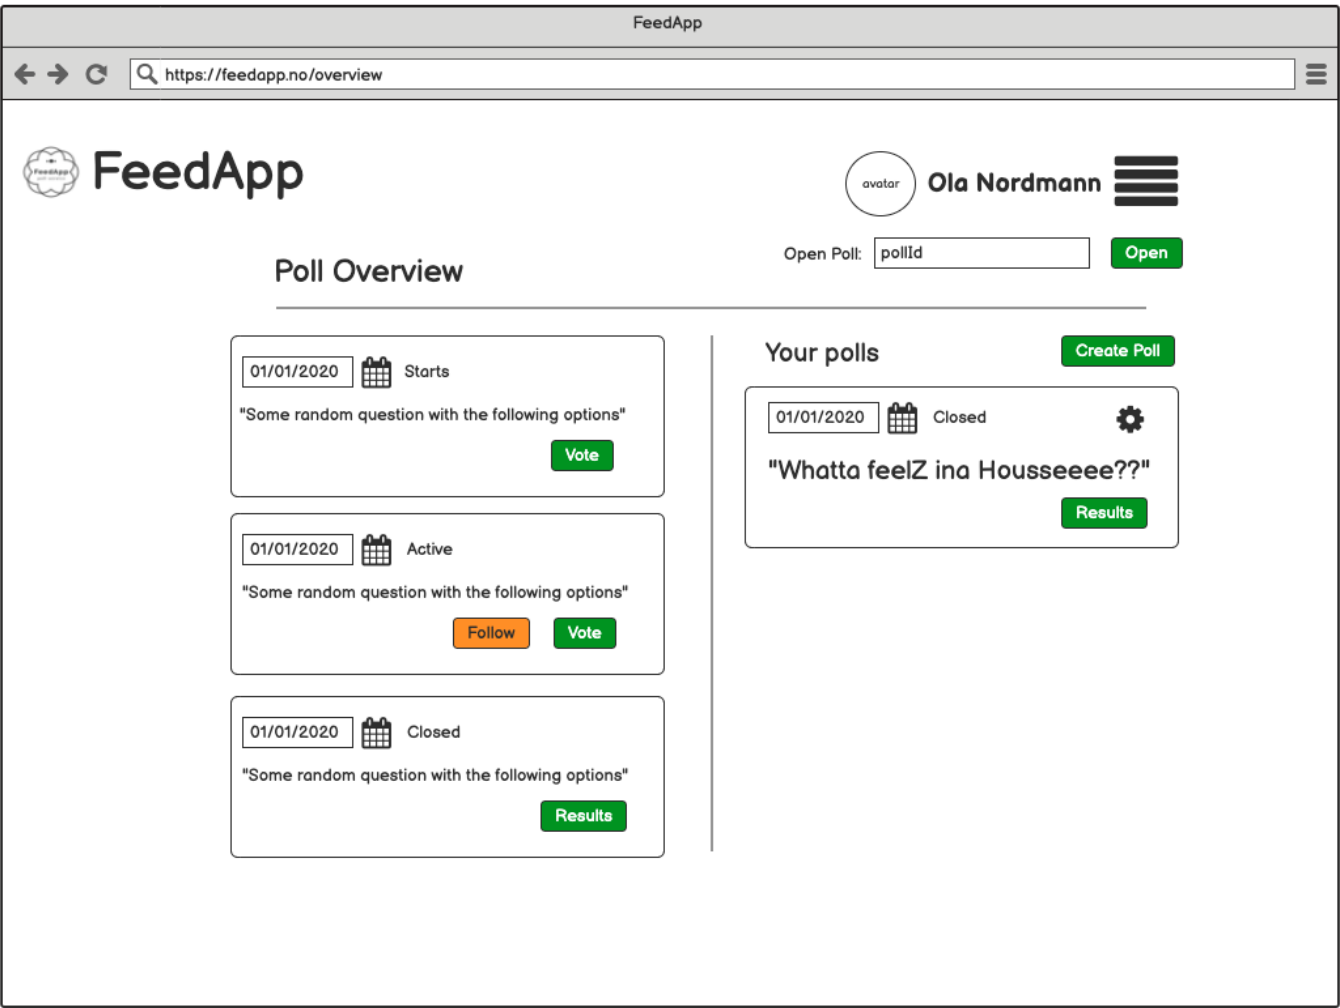 FeedApp
https://feedapp.no/overview
FeedApp
FeedApp
avatar
Ola Nordmann
Open Poll:
pollId
Open
Poll Overview
01/01/2020
Starts
"Some random question with the following options"
Vote
01/01/2020
Active
"Some random question with the following options"
Follow
Vote
01/01/2020
Closed
"Some random question with the following options"
Results
Your polls
Create Poll
01/01/2020
Closed
"Whatta feelZ ina Housseeee??"
Results